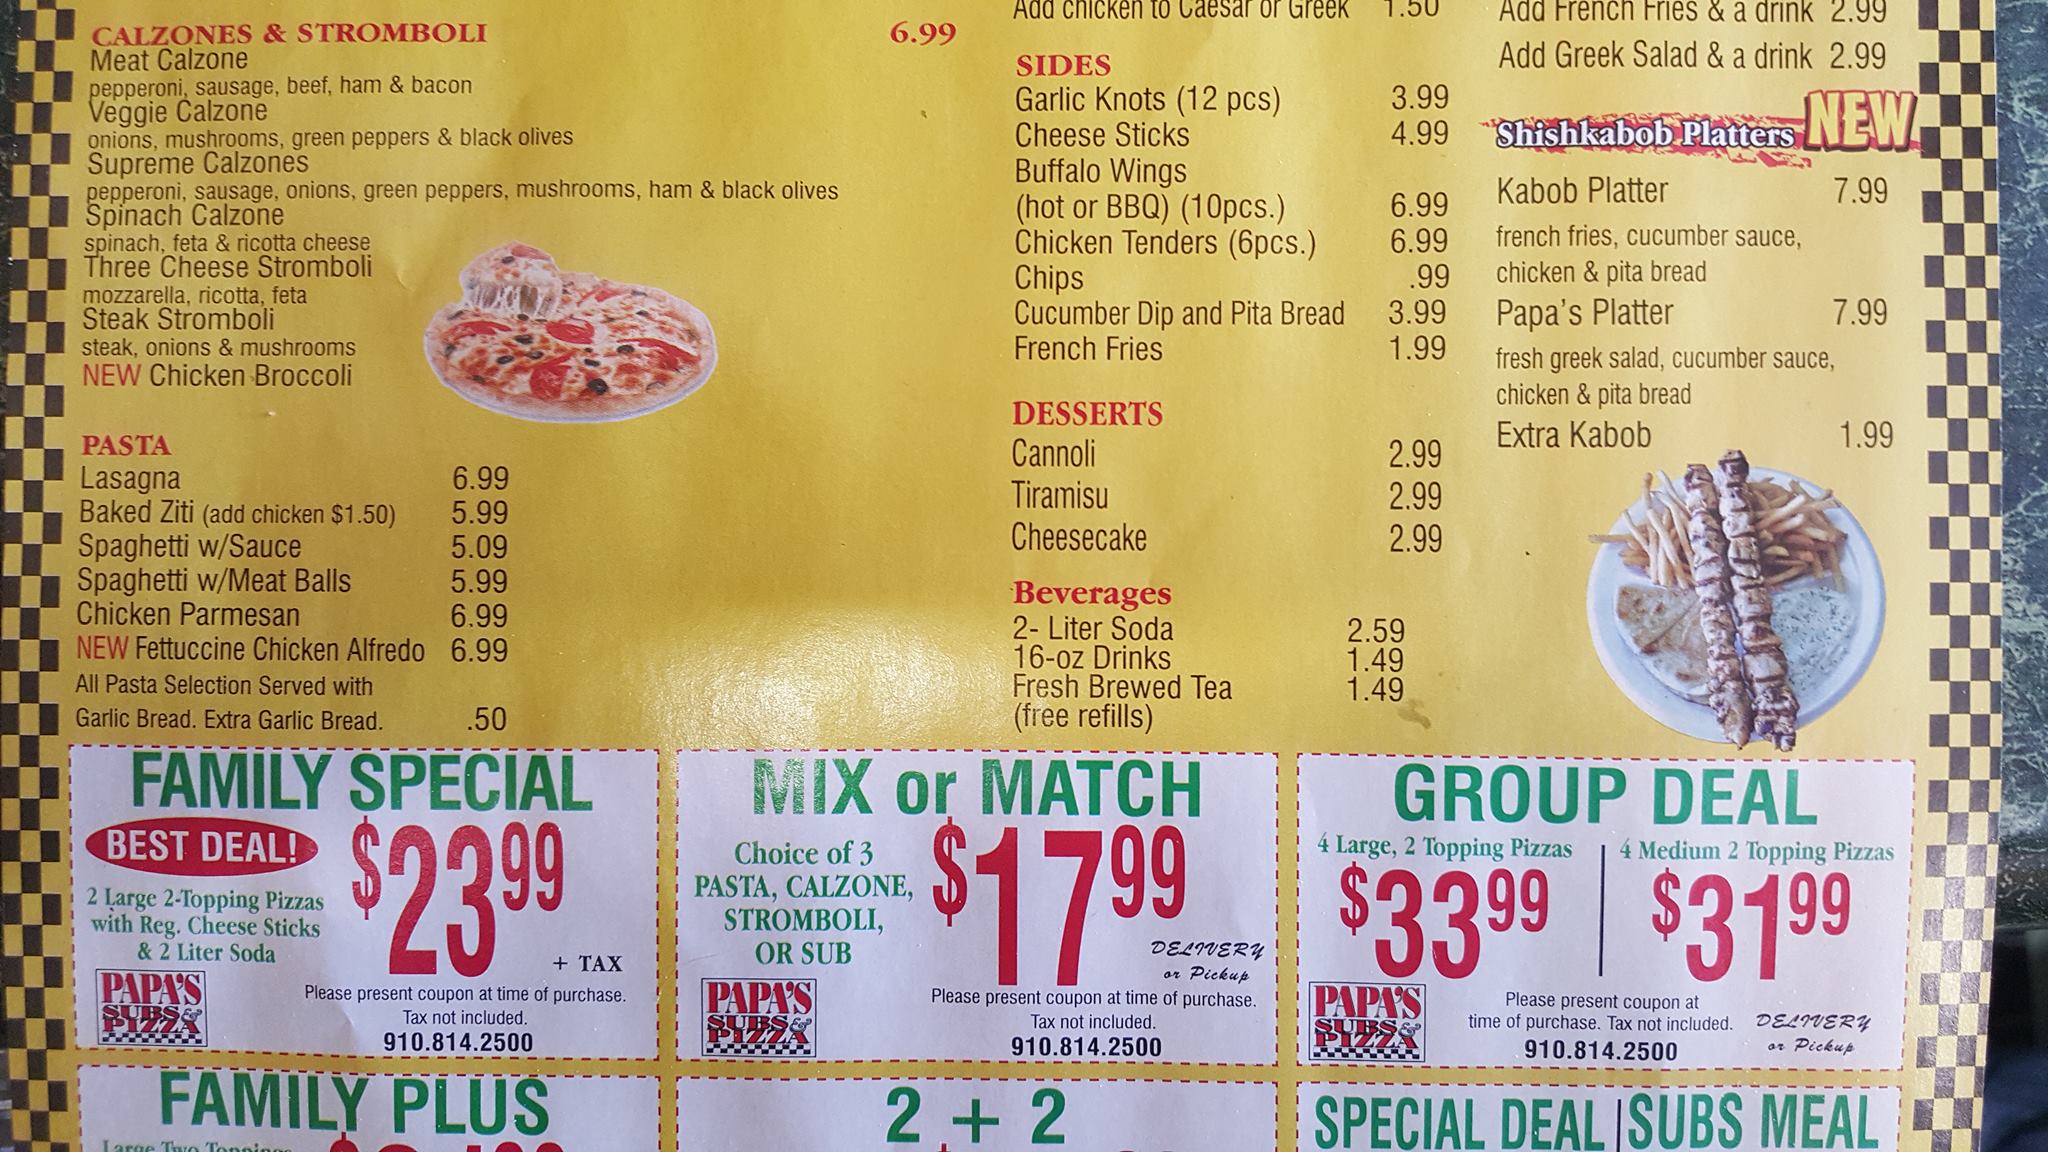 CALZONES & STROMBOLI 6.99
Meat Calzone
pepperoni, sausage, beef, ham & bacon
Veggie Calzone
onions, mushrooms, green peppers & black olives
Supreme Calzones
pepperoni, sausage, onions, green peppers, mushrooms, ham & black olives
Spinach Calzone
spinach, feta & ricotta cheese
Three Cheese Stromboli
mozzarella, ricotta, feta
Steak Stromboli
steak, onions & mushrooms
NEW Chicken Broccoli
PASTA
Lasagna 6.99
Baked Ziti (add chicken $1.50) 5.99
Spaghetti w/Sauce 5.09
Spaghetti w/Meat Balls 5.99
Chicken Parmesan 6.99
NEW Fettuccine Chicken Alfredo 6.99
All Pasta Selection Served with
Garlic Bread. Extra Garlic Bread. .50
Add chicken to Caesar or Greek 1.50
SIDES
Garlic Knots (12 pcs) 3.99
Cheese Sticks 4.99
Buffalo Wings
(hot or BBQ) (10pcs.) 6.99
Chicken Tenders (6pcs.) 6.99
Chips .99
Cucumber Dip and Pita Bread 3.99
French Fries 1.99
DESSERTS
Cannoli 2.99
Tiramisu 2.99
Cheesecake 2.99
Beverages
2- Liter Soda 2.59
16-oz Drinks 1.49
Fresh Brewed Tea 1.49
(free refills)
Add French Fries & a drink 2.99
Add Greek Salad & a drink 2.99
Shishkabob Platters NEW
Kabob Platter 7.99
french fries, cucumber sauce,
chicken & pita bread
Papa's Platter 7.99
fresh greek salad, cucumber sauce,
chicken & pita bread
Extra Kabob 1.99
FAMILY SPECIAL
BEST DEAL!
$23.99
2 Large 2-Topping Pizzas
with Reg. Cheese Sticks
& 2 Liter Soda
+ TAX
PAPA'S
SUBS &
PIZZA
Please present coupon at time of purchase.
Tax not included.
910.814.2500
MIX or MATCH
Choice of 3
PASTA, CALZONE,
STROMBOLI,
OR SUB
$17.99
DELIVERY
or Pickup
PAPA'S
SUBS &
PIZZA
Please present coupon at time of purchase.
Tax not included.
910.814.2500
GROUP DEAL
4 Large, 2 Topping Pizzas
$33.99
4 Medium 2 Topping Pizzas
$31.99
PAPA'S
SUBS &
PIZZA
Please present coupon at
time of purchase. Tax not included.
910.814.2500
DELIVERY
or Pickup
FAMILY PLUS
Large Two Toppings
2 + 2
SPECIAL DEAL
SUBS MEAL